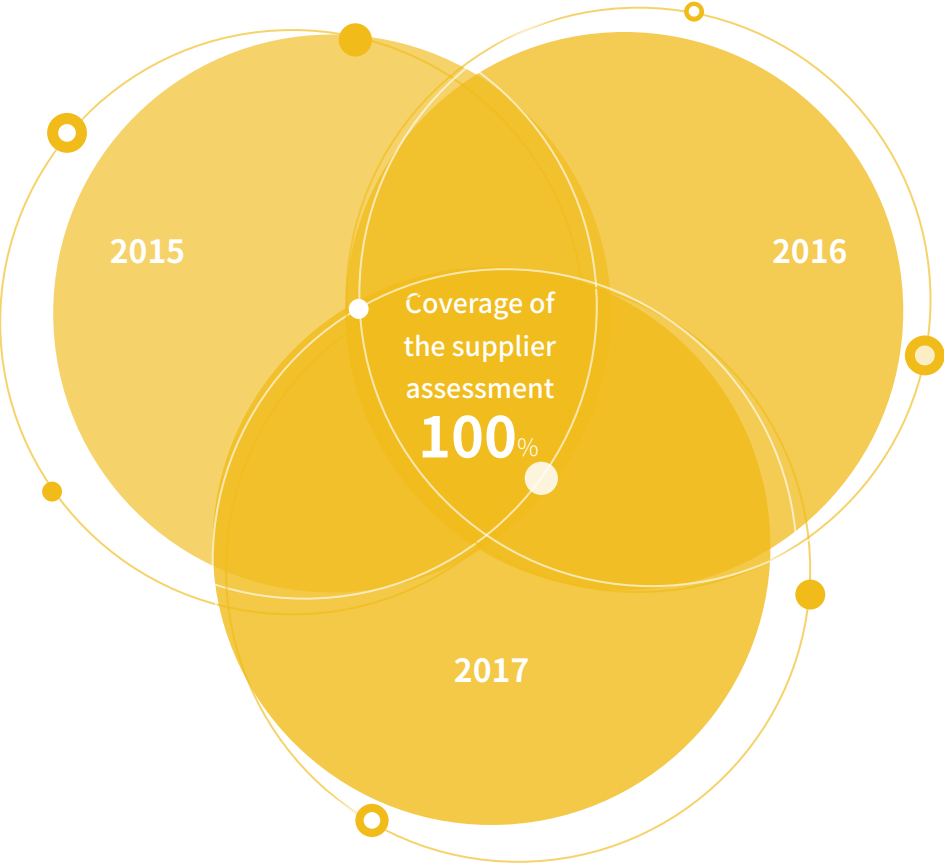 2015
2016
Coverage of
the supplier
assessment
100%
2017